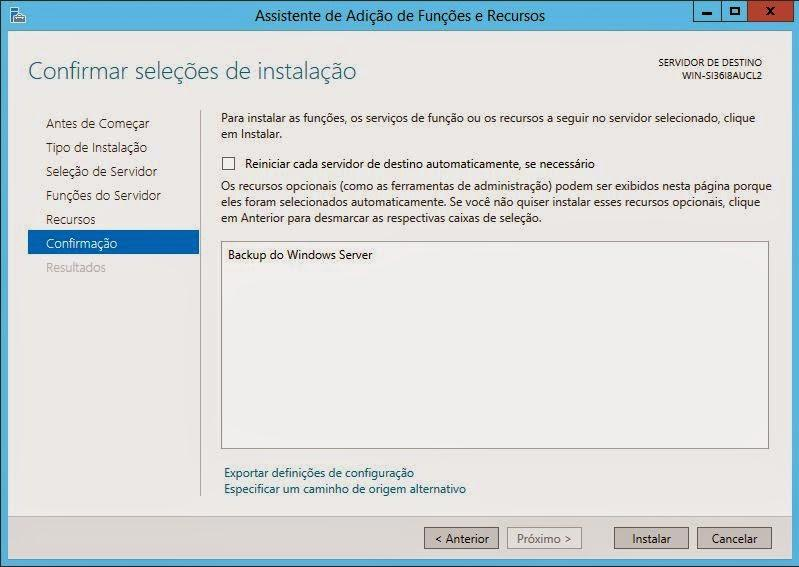 Assistente de Adição de Funções e Recursos
Confirmar seleções de instalação
SERVIDOR DE DESTINO
WIN-SI36I8AUCL2
Antes de Começar
Tipo de Instalação
Seleção de Servidor
Funções do Servidor
Recursos
Confirmação
Resultados
Para instalar as funções, os serviços de função ou os recursos a seguir no servidor selecionado, clique
em Instalar.
Reiniciar cada servidor de destino automaticamente, se necessário
Os recursos opcionais (como as ferramentas de administração) podem ser exibidos nesta página porque
eles foram selecionados automaticamente. Se você não quiser instalar esses recursos opcionais, clique
em Anterior para desmarcar as respectivas caixas de seleção.
Backup do Windows Server
Exportar definições de configuração
Especificar um caminho de origem alternativo
< Anterior
Próximo >
Instalar
Cancelar